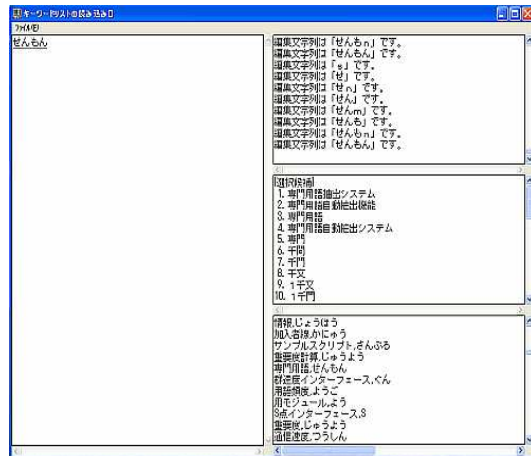 キーワードリストの読み込み
ファイル(F)
せんもん
編集文字列は「せんもn」です。
編集文字列は「せんもん」です。
編集文字列は「s」です。
編集文字列は「せ」です。
編集文字列は「せn」です。
編集文字列は「せん」です。
編集文字列は「せんm」です。
編集文字列は「せんも」です。
編集文字列は「せんもn」です。
編集文字列は「せんもん」です。
[選択候補]
1. 専門用語抽出システム
2. 専門用語自動抽出機能
3. 専門用語
4. 専門用語自動抽出システム
5. 専門
6. 千問
7. 千門
8. 千文
9. 1千文
10. 1千門
情報,じょうほう
加入者線,かにゅう
サンプルスクリプト,さんぷる
重要度計算,じゅうよう
専門用語,せんもん
群速度インターフェース,ぐん
用語頻度,ようご
用モジュール,よう
S点インターフェース,S
重要度,じゅうよう
通信速度,つうしん